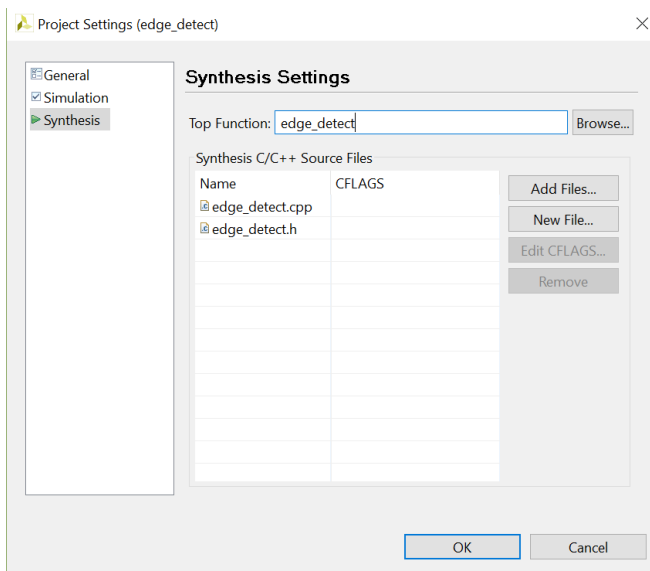 Project Settings (edge_detect)
General
Simulation
Synthesis
Synthesis Settings
Top Function: edge_detect Browse...
Synthesis C/C++ Source Files
Name CFLAGS
edge_detect.cpp
edge_detect.h
Add Files...
New File...
Edit CFLAGS...
Remove
OK Cancel